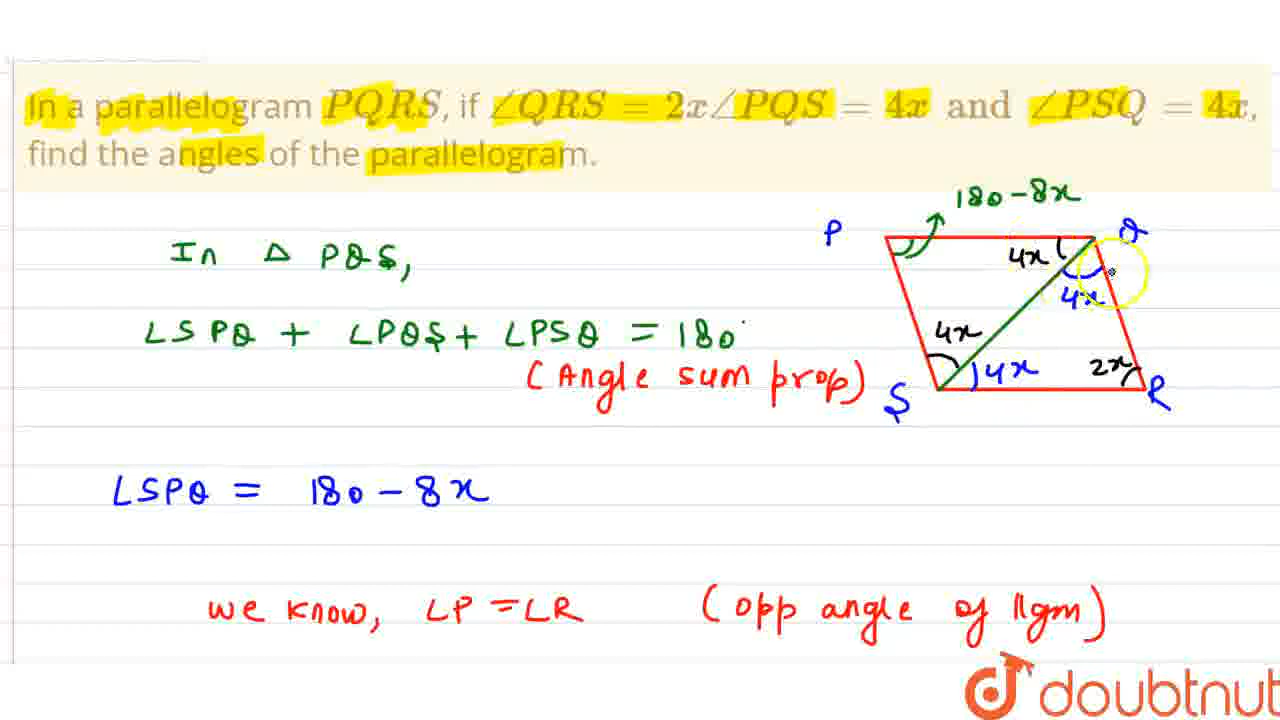 In a parallelogram PQRS, if ∠QRS = 2x∠PQS = 4x and ∠PSQ = 4x,
find the angles of the parallelogram.
180-8x
P
Q
4x
4x
4x
4x
2x
S
R
In Δ PQS,
∠SPQ + ∠PQS + ∠PSQ = 180°
(Angle sum prop)
∠SPQ = 180-8x
we know, ∠P = ∠R (opp angle of llgm)
doubtnut